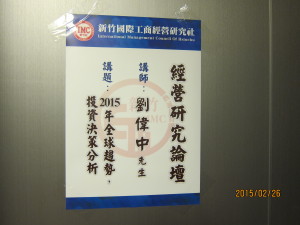 IMC
新竹國際工商經營研究社
International Management Council Of Hsinchu
經營研究論壇
講師：劉偉中 先生
講題：2015年全球趨勢，
投資決策分析
2015/02/26